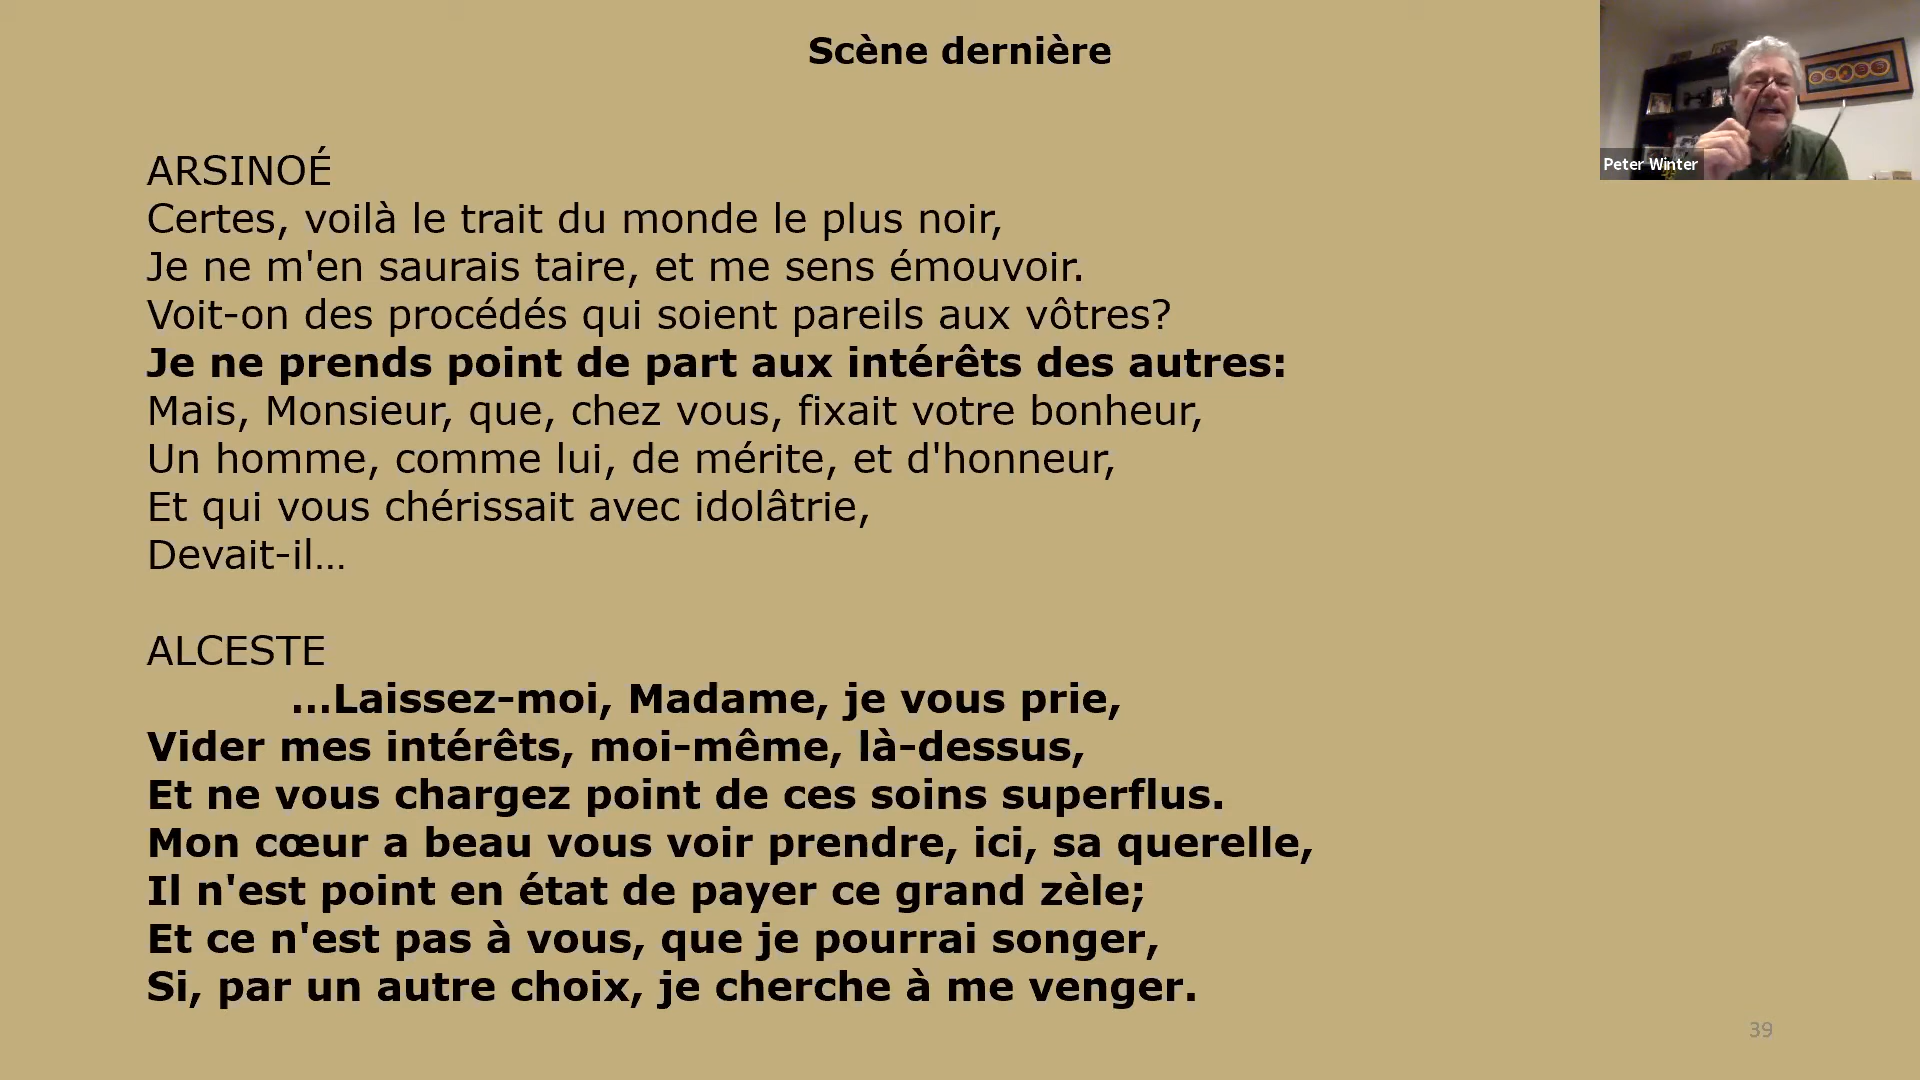 Scène dernière
Peter Winter
ARSINOÉ
Certes, voilà le trait du monde le plus noir,
Je ne m'en saurais taire, et me sens émouvoir.
Voit-on des procédés qui soient pareils aux vôtres?
Je ne prends point de part aux intérêts des autres:
Mais, Monsieur, que, chez vous, fixait votre bonheur,
Un homme, comme lui, de mérite, et d'honneur,
Et qui vous chérissait avec idolâtrie,
Devait-il…
ALCESTE
…Laissez-moi, Madame, je vous prie,
Vider mes intérêts, moi-même, là-dessus,
Et ne vous chargez point de ces soins superflus.
Mon cœur a beau vous voir prendre, ici, sa querelle,
Il n'est point en état de payer ce grand zèle;
Et ce n'est pas à vous, que je pourrai songer,
Si, par un autre choix, je cherche à me venger.
39